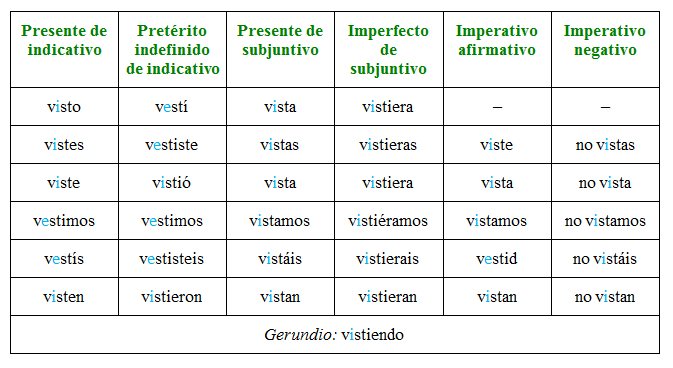 Presente de indicativo | Pretérito indefinido de indicativo | Presente de subjuntivo | Imperfecto de subjuntivo | Imperativo afirmativo | Imperativo negativo
visto | vestí | vista | vistiera | – | –
vistes | vestiste | vistas | vistieras | viste | no vistas
viste | vistió | vista | vistiera | vista | no vista
vestimos | vestimos | vistamos | vistiéramos | vistamos | no vistamos
vestís | vestisteis | vistáis | vistierais | vestid | no vistáis
visten | vistieron | vistan | vistieran | vistan | no vistan
Gerundio: vistiendo